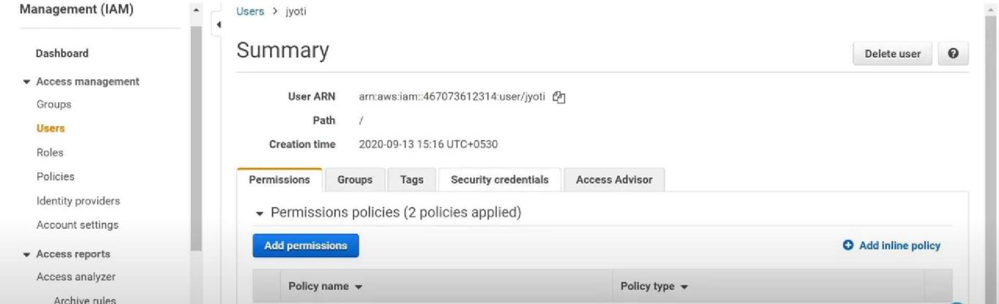 Management (IAM)
Dashboard
Access management
Groups
Users
Roles
Policies
Identity providers
Account settings
Access reports
Access analyzer
Archive rules
Users > jyoti
Summary
Delete user
User ARN arn:aws:iam::467073612314:user/jyoti
Path /
Creation time 2020-09-13 15:16 UTC+0530
Permissions Groups Tags Security credentials Access Advisor
Permissions policies (2 policies applied)
Add permissions Add inline policy
Policy name Policy type